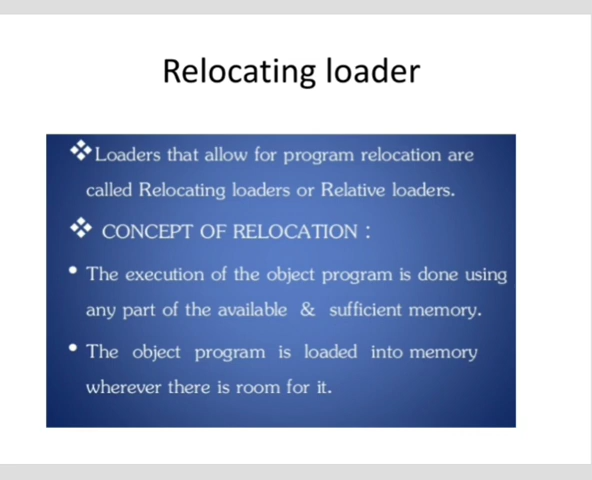 Relocating loader
❖Loaders that allow for program relocation are
called Relocating loaders or Relative loaders.
❖ CONCEPT OF RELOCATION :
• The execution of the object program is done using
any part of the available & sufficient memory.
• The object program is loaded into memory
wherever there is room for it.